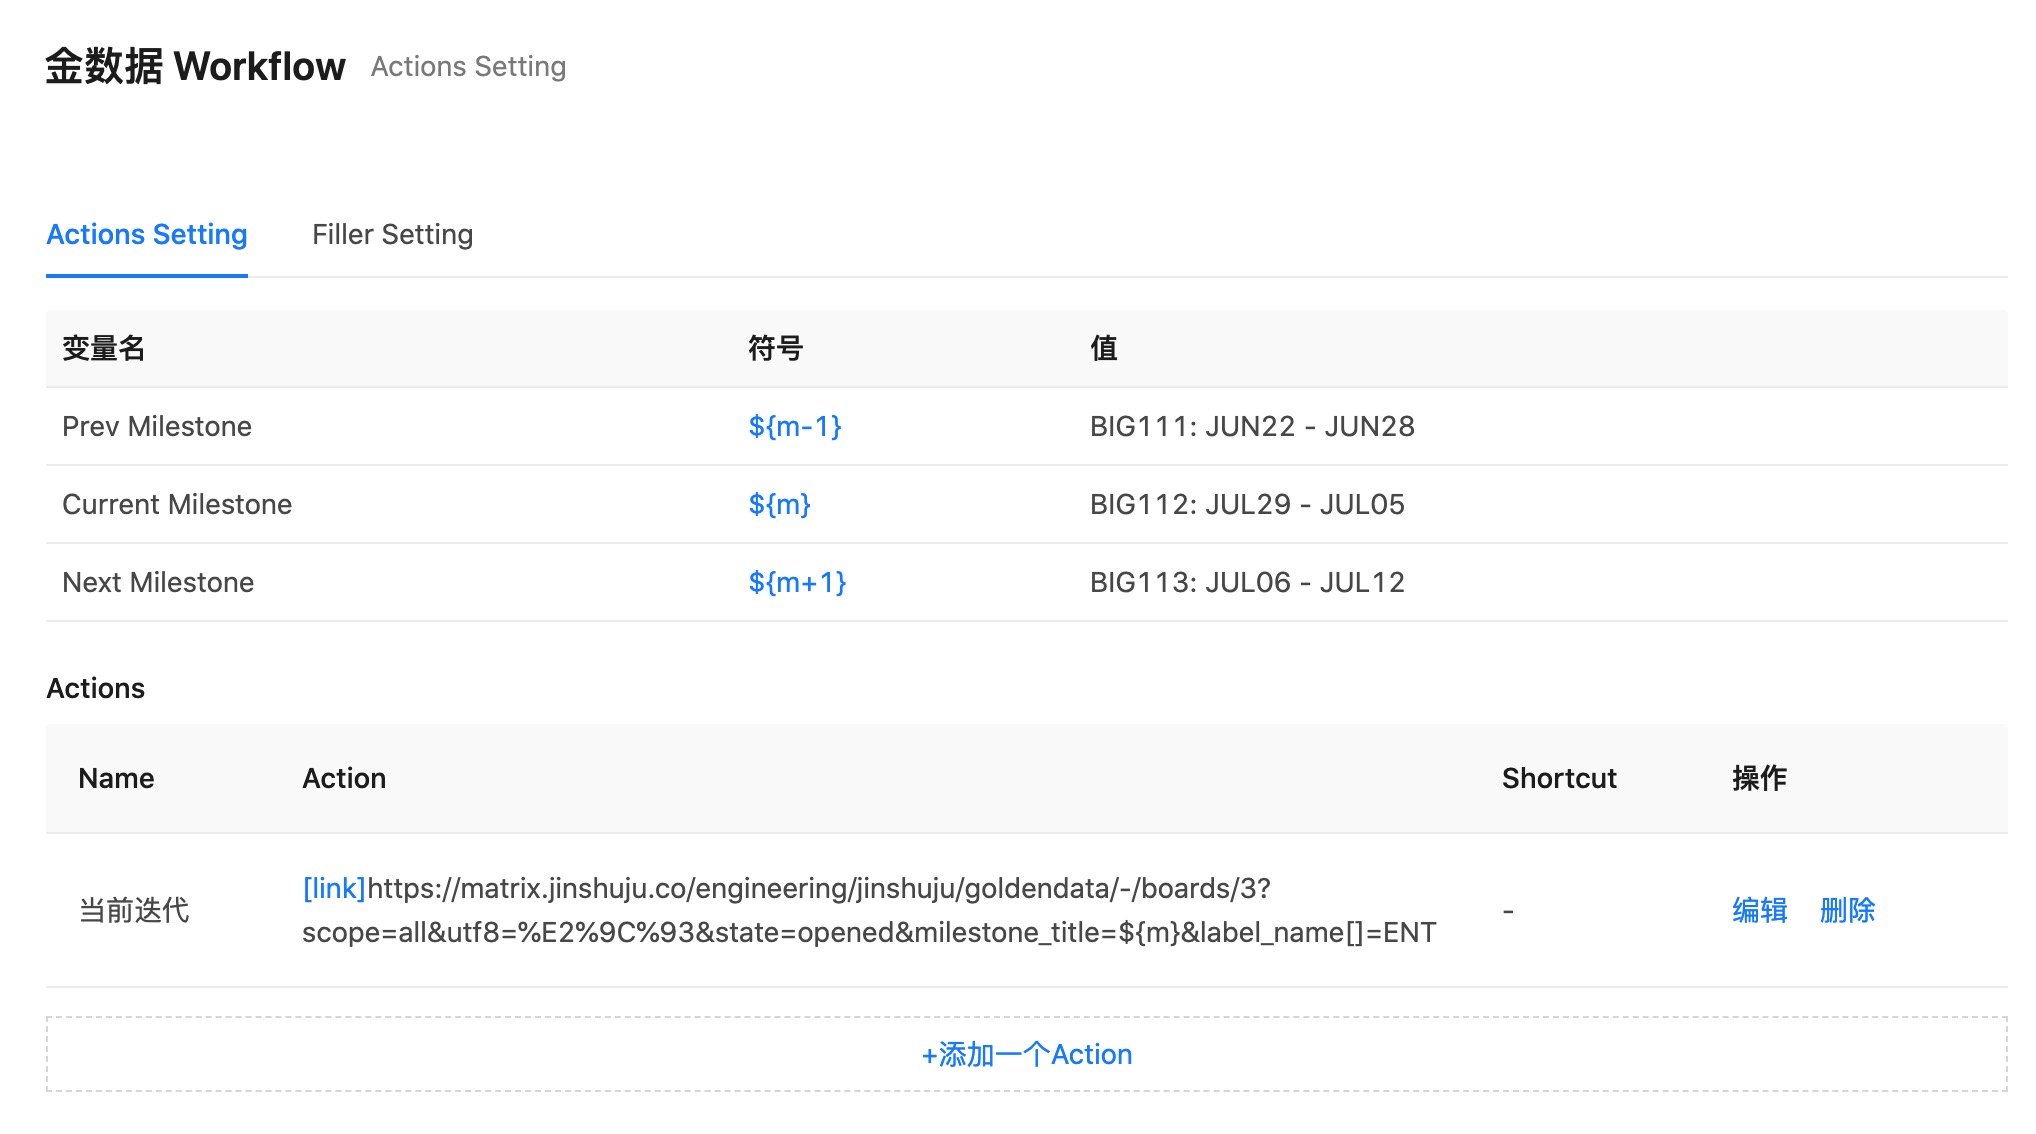 金数据 Workflow Actions Setting
Actions Setting Filler Setting
变量名 符号 值
Prev Milestone ${m-1} BIG111: JUN22 - JUN28
Current Milestone ${m} BIG112: JUL29 - JUL05
Next Milestone ${m+1} BIG113: JUL06 - JUL12
Actions
Name Action Shortcut 操作
当前迭代 [link]https://matrix.jinshuju.co/engineering/jinshuju/goldendata/-/boards/3?
scope=all&utf8=%E2%9C%93&state=opened&milestone_title=${m}&label_name[]=ENT - 编辑 删除
+添加一个Action